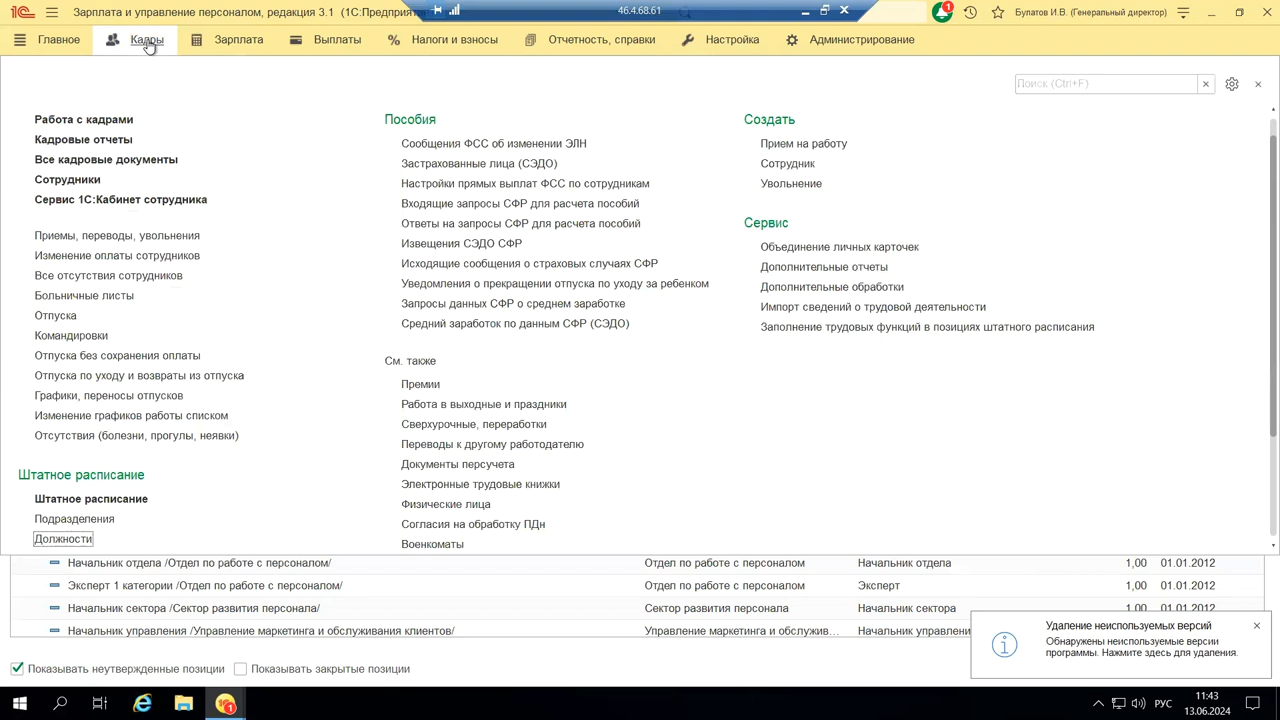 Зарплата и управление персоналом, редакция 3.1 (1С:Предприят
46.4.68.61
1
Булатов И.В. (Генеральный директор)
Главное
Кадры
Зарплата
Выплаты
Налоги и взносы
Отчетность, справки
Настройка
Администрирование
Поиск (Ctrl+F)
Работа с кадрами
Кадровые отчеты
Все кадровые документы
Сотрудники
Сервис 1С:Кабинет сотрудника
Приемы, переводы, увольнения
Изменение оплаты сотрудников
Все отсутствия сотрудников
Больничные листы
Отпуска
Командировки
Отпуска без сохранения оплаты
Отпуска по уходу и возвраты из отпуска
Графики, переносы отпусков
Изменение графиков работы списком
Отсутствия (болезни, прогулы, неявки)
Штатное расписание
Штатное расписание
Подразделения
Должности
Пособия
Сообщения ФСС об изменении ЭЛН
Застрахованные лица (СЭДО)
Настройки прямых выплат ФСС по сотрудникам
Входящие запросы СФР для расчета пособий
Ответы на запросы СФР для расчета пособий
Извещения СЭДО СФР
Исходящие сообщения о страховых случаях СФР
Уведомления о прекращении отпуска по уходу за ребенком
Запросы данных СФР о среднем заработке
Средний заработок по данным СФР (СЭДО)
См. также
Премии
Работа в выходные и праздники
Сверхурочные, переработки
Переводы к другому работодателю
Документы персучета
Электронные трудовые книжки
Физические лица
Согласия на обработку ПДн
Военкоматы
Создать
Прием на работу
Сотрудник
Увольнение
Сервис
Объединение личных карточек
Дополнительные отчеты
Дополнительные обработки
Импорт сведений о трудовой деятельности
Заполнение трудовых функций в позициях штатного расписания
Начальник отдела /Отдел по работе с персоналом/ Отдел по работе с персоналом Начальник отдела 1,00 01.01.2012
Эксперт 1 категории /Отдел по работе с персоналом/ Отдел по работе с персоналом Эксперт 1,00 01.01.2012
Начальник сектора /Сектор развития персонала/ Сектор развития персонала Начальник сектора 1,00 01.01.2012
Начальник управления /Управление маркетинга и обслуживания клиентов/ Управление маркетинга и обслужив... Начальник управлени
Удаление неиспользуемых версий
Обнаружены неиспользуемые версии
программы. Нажмите здесь для удаления.
Показывать неутвержденные позиции
Показывать закрытые позиции
1
РУС
11:43
13.06.2024